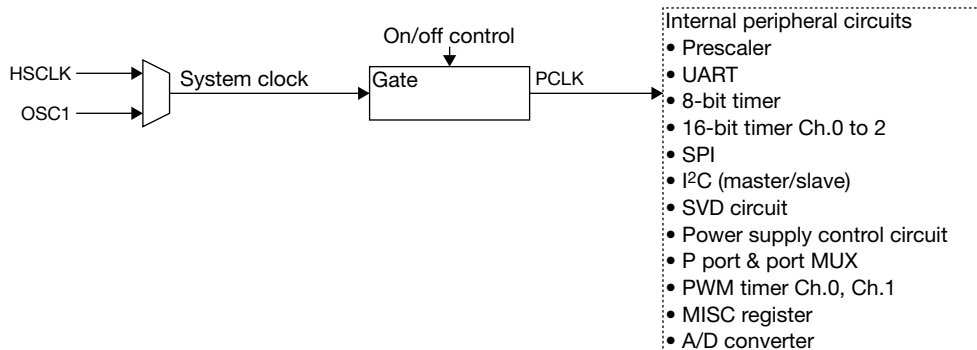 On/off control
HSCLK
OSC1
System clock
Gate
PCLK
Internal peripheral circuits
• Prescaler
• UART
• 8-bit timer
• 16-bit timer Ch.0 to 2
• SPI
• I²C (master/slave)
• SVD circuit
• Power supply control circuit
• P port & port MUX
• PWM timer Ch.0, Ch.1
• MISC register
• A/D converter